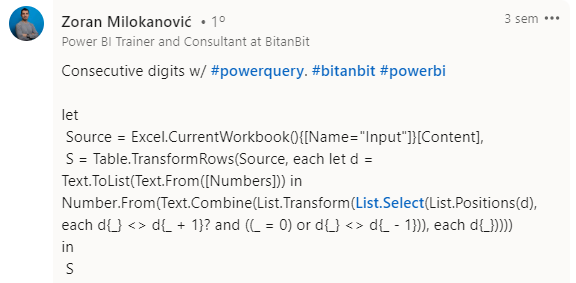 Zoran Milokanović • 1º
3 sem •••
Power BI Trainer and Consultant at BitanBit
Consecutive digits w/ #powerquery. #bitanbit #powerbi
let
Source = Excel.CurrentWorkbook(){[Name="Input"]}[Content],
S = Table.TransformRows(Source, each let d =
Text.ToList(Text.From([Numbers])) in
Number.From(Text.Combine(List.Transform(List.Select(List.Positions(d),
each d{_} <> d{_ + 1}? and ((_ = 0) or d{_} <> d{_ - 1})), each d{_}))))
in
S